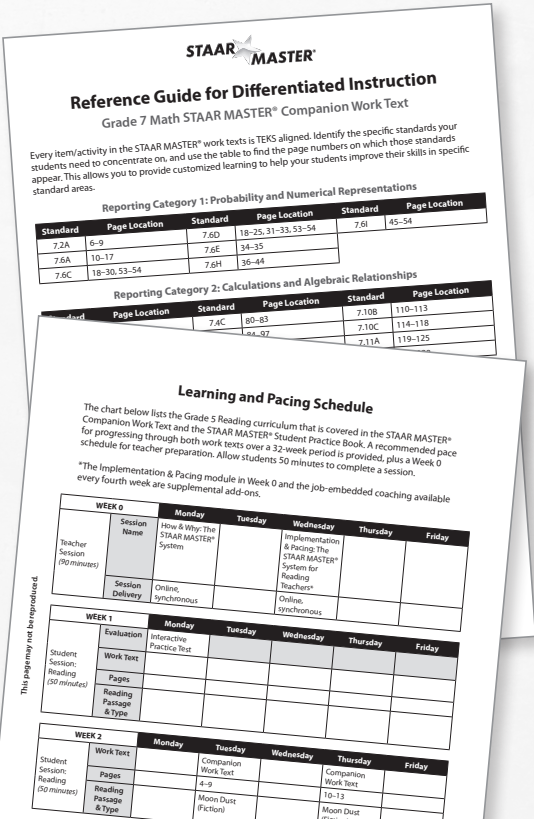 STAAR MASTER®
Reference Guide for Differentiated Instruction
Grade 7 Math STAAR MASTER® Companion Work Text
Every item/activity in the STAAR MASTER® work texts is TEKS aligned. Identify the specific standards your
students need to concentrate on, and use the table to find the page numbers on which those standards
appear. This allows you to provide customized learning to help your students improve their skills in specific
standard areas.
Reporting Category 1: Probability and Numerical Representations
Standard Page Location Standard Page Location Standard Page Location
7.2A 6–9 7.6D 18–25, 31–33, 53–54 7.6I 45–54
7.6A 10–17 7.6E 34–35
7.6C 18–30, 53–54 7.6H 36–44
Reporting Category 2: Calculations and Algebraic Relationships
Page Location Standard Page Location Standard Page Location
7.4C 80–83 7.10B 110–113
7.10C 114–118
7.11A 119–125
Learning and Pacing Schedule
The chart below lists the Grade 5 Reading curriculum that is covered in the STAAR MASTER®
Companion Work Text and the STAAR MASTER® Student Practice Book. A recommended pace
for progressing through both work texts over a 32-week period is provided, plus a Week 0
schedule for teacher preparation. Allow students 50 minutes to complete a session.
*The Implementation & Pacing module in Week 0 and the job-embedded coaching available
every fourth week are supplemental add-ons.
WEEK 0 Monday Tuesday Wednesday Thursday Friday
Teacher
Session
(90 minutes)
Session
Name
How & Why: The
STAAR MASTER®
System
Implementation
& Pacing: The
STAAR MASTER®
System for
Reading
Teachers*
Session
Delivery
Online,
synchronous
Online,
synchronous
WEEK 1 Monday Tuesday Wednesday Thursday Friday
Student
Session:
Reading
(50 minutes)
Evaluation
Interactive
Practice Test
Work Text
Pages
Reading
Passage
& Type
WEEK 2 Monday Tuesday Wednesday Thursday Friday
Student
Session:
Reading
(50 minutes)
Work Text
Companion
Work Text
Companion
Work Text
Pages
4–9
10–13
Reading
Passage
& Type
Moon Dust
(Fiction)
Moon Dust
This page may not be reproduced.